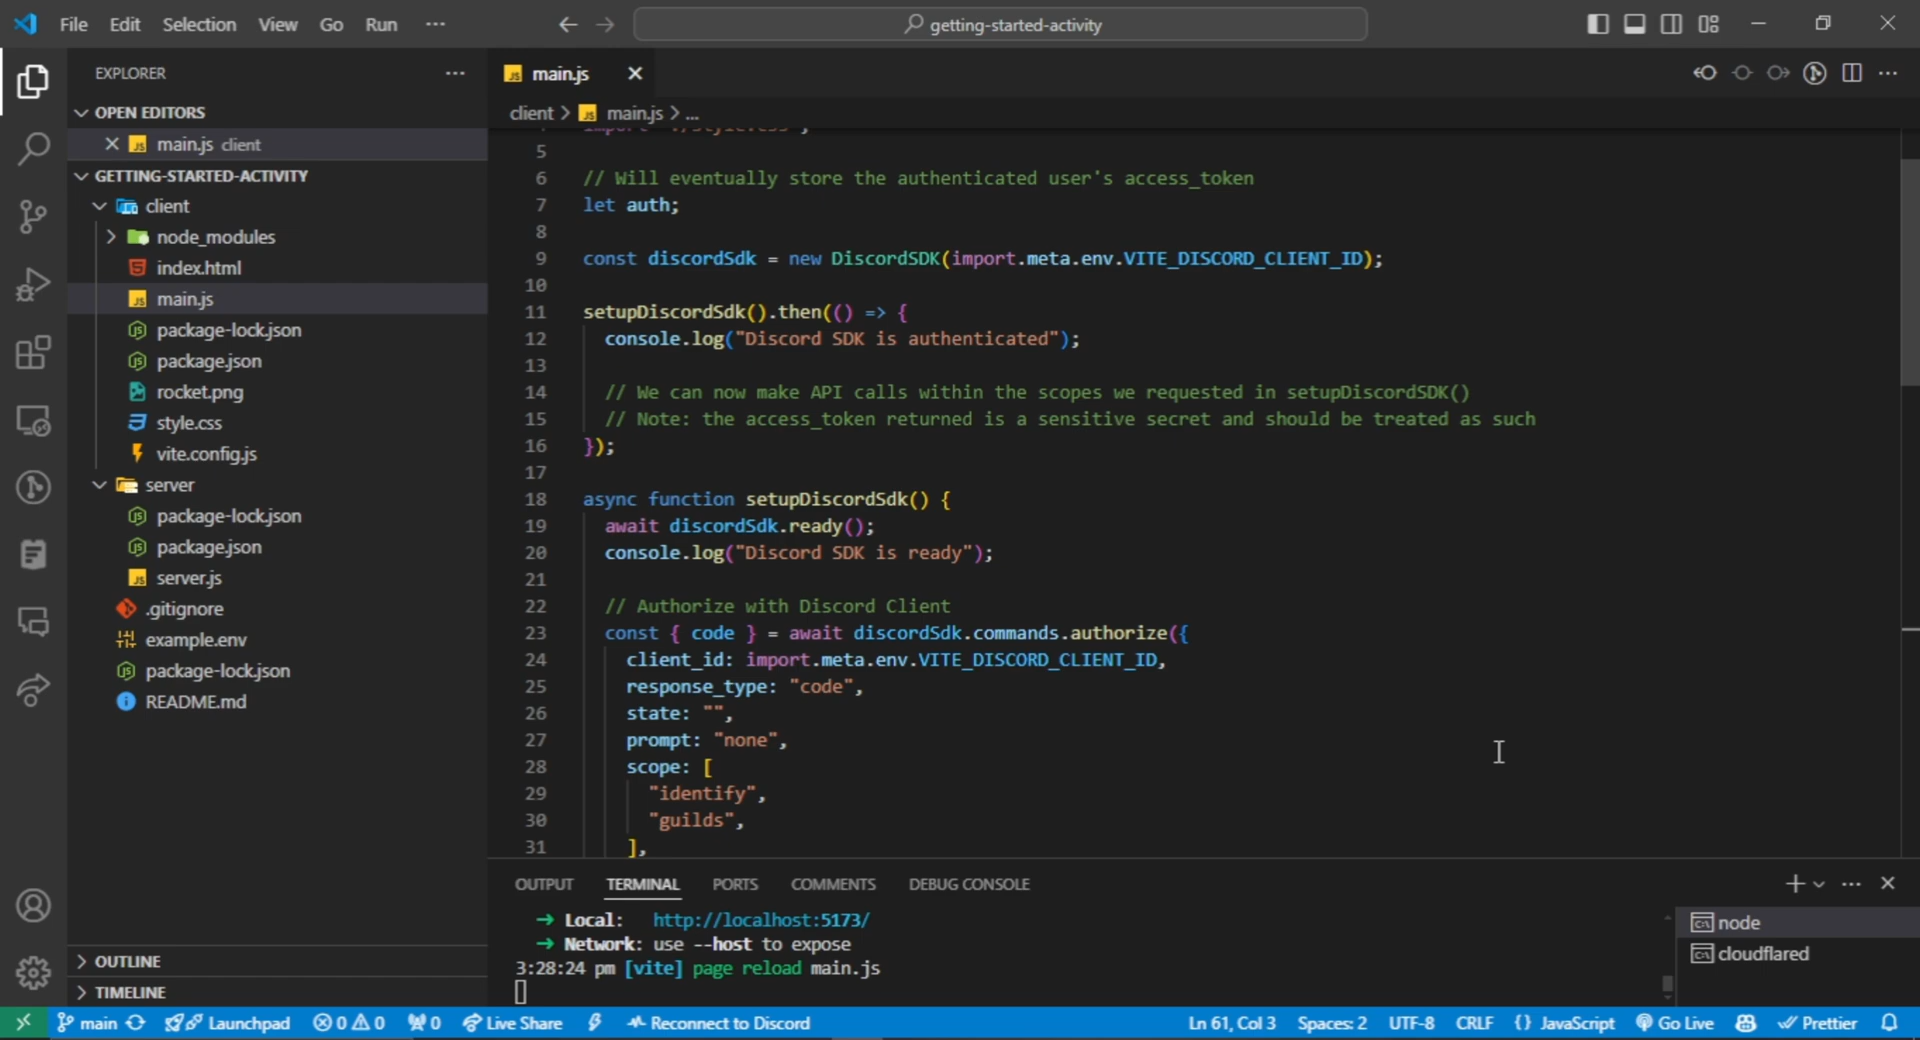 File Edit Selection View Go Run ···
getting-started-activity
EXPLORER
OPEN EDITORS
main.js client
GETTING-STARTED-ACTIVITY
client
node_modules
index.html
main.js
package-lock.json
package.json
rocket.png
style.css
vite.config.js
server
package-lock.json
package.json
server.js
.gitignore
example.env
package-lock.json
README.md
OUTLINE
TIMELINE
main.js
client > main.js > ...
5
6 // Will eventually store the authenticated user's access_token
7 let auth;
8
9 const discordSdk = new DiscordSDK(import.meta.env.VITE_DISCORD_CLIENT_ID);
10
11 setupDiscordSdk().then(() => {
12 console.log("Discord SDK is authenticated");
13
14 // We can now make API calls within the scopes we requested in setupDiscordSDK()
15 // Note: the access_token returned is a sensitive secret and should be treated as such
16 });
17
18 async function setupDiscordSdk() {
19 await discordSdk.ready();
20 console.log("Discord SDK is ready");
21
22 // Authorize with Discord Client
23 const { code } = await discordSdk.commands.authorize({
24 client_id: import.meta.env.VITE_DISCORD_CLIENT_ID,
25 response_type: "code",
26 state: "",
27 prompt: "none",
28 scope: [
29 "identify",
30 "guilds",
31 ],
OUTPUT TERMINAL PORTS COMMENTS DEBUG CONSOLE
➜ Local: http://localhost:5173/
➜ Network: use --host to expose
3:28:24 pm [vite] page reload main.js
node
cloudflared
main Launchpad 0 0 0 Live Share Reconnect to Discord Ln 61, Col 3 Spaces: 2 UTF-8 CRLF {} JavaScript Go Live Prettier